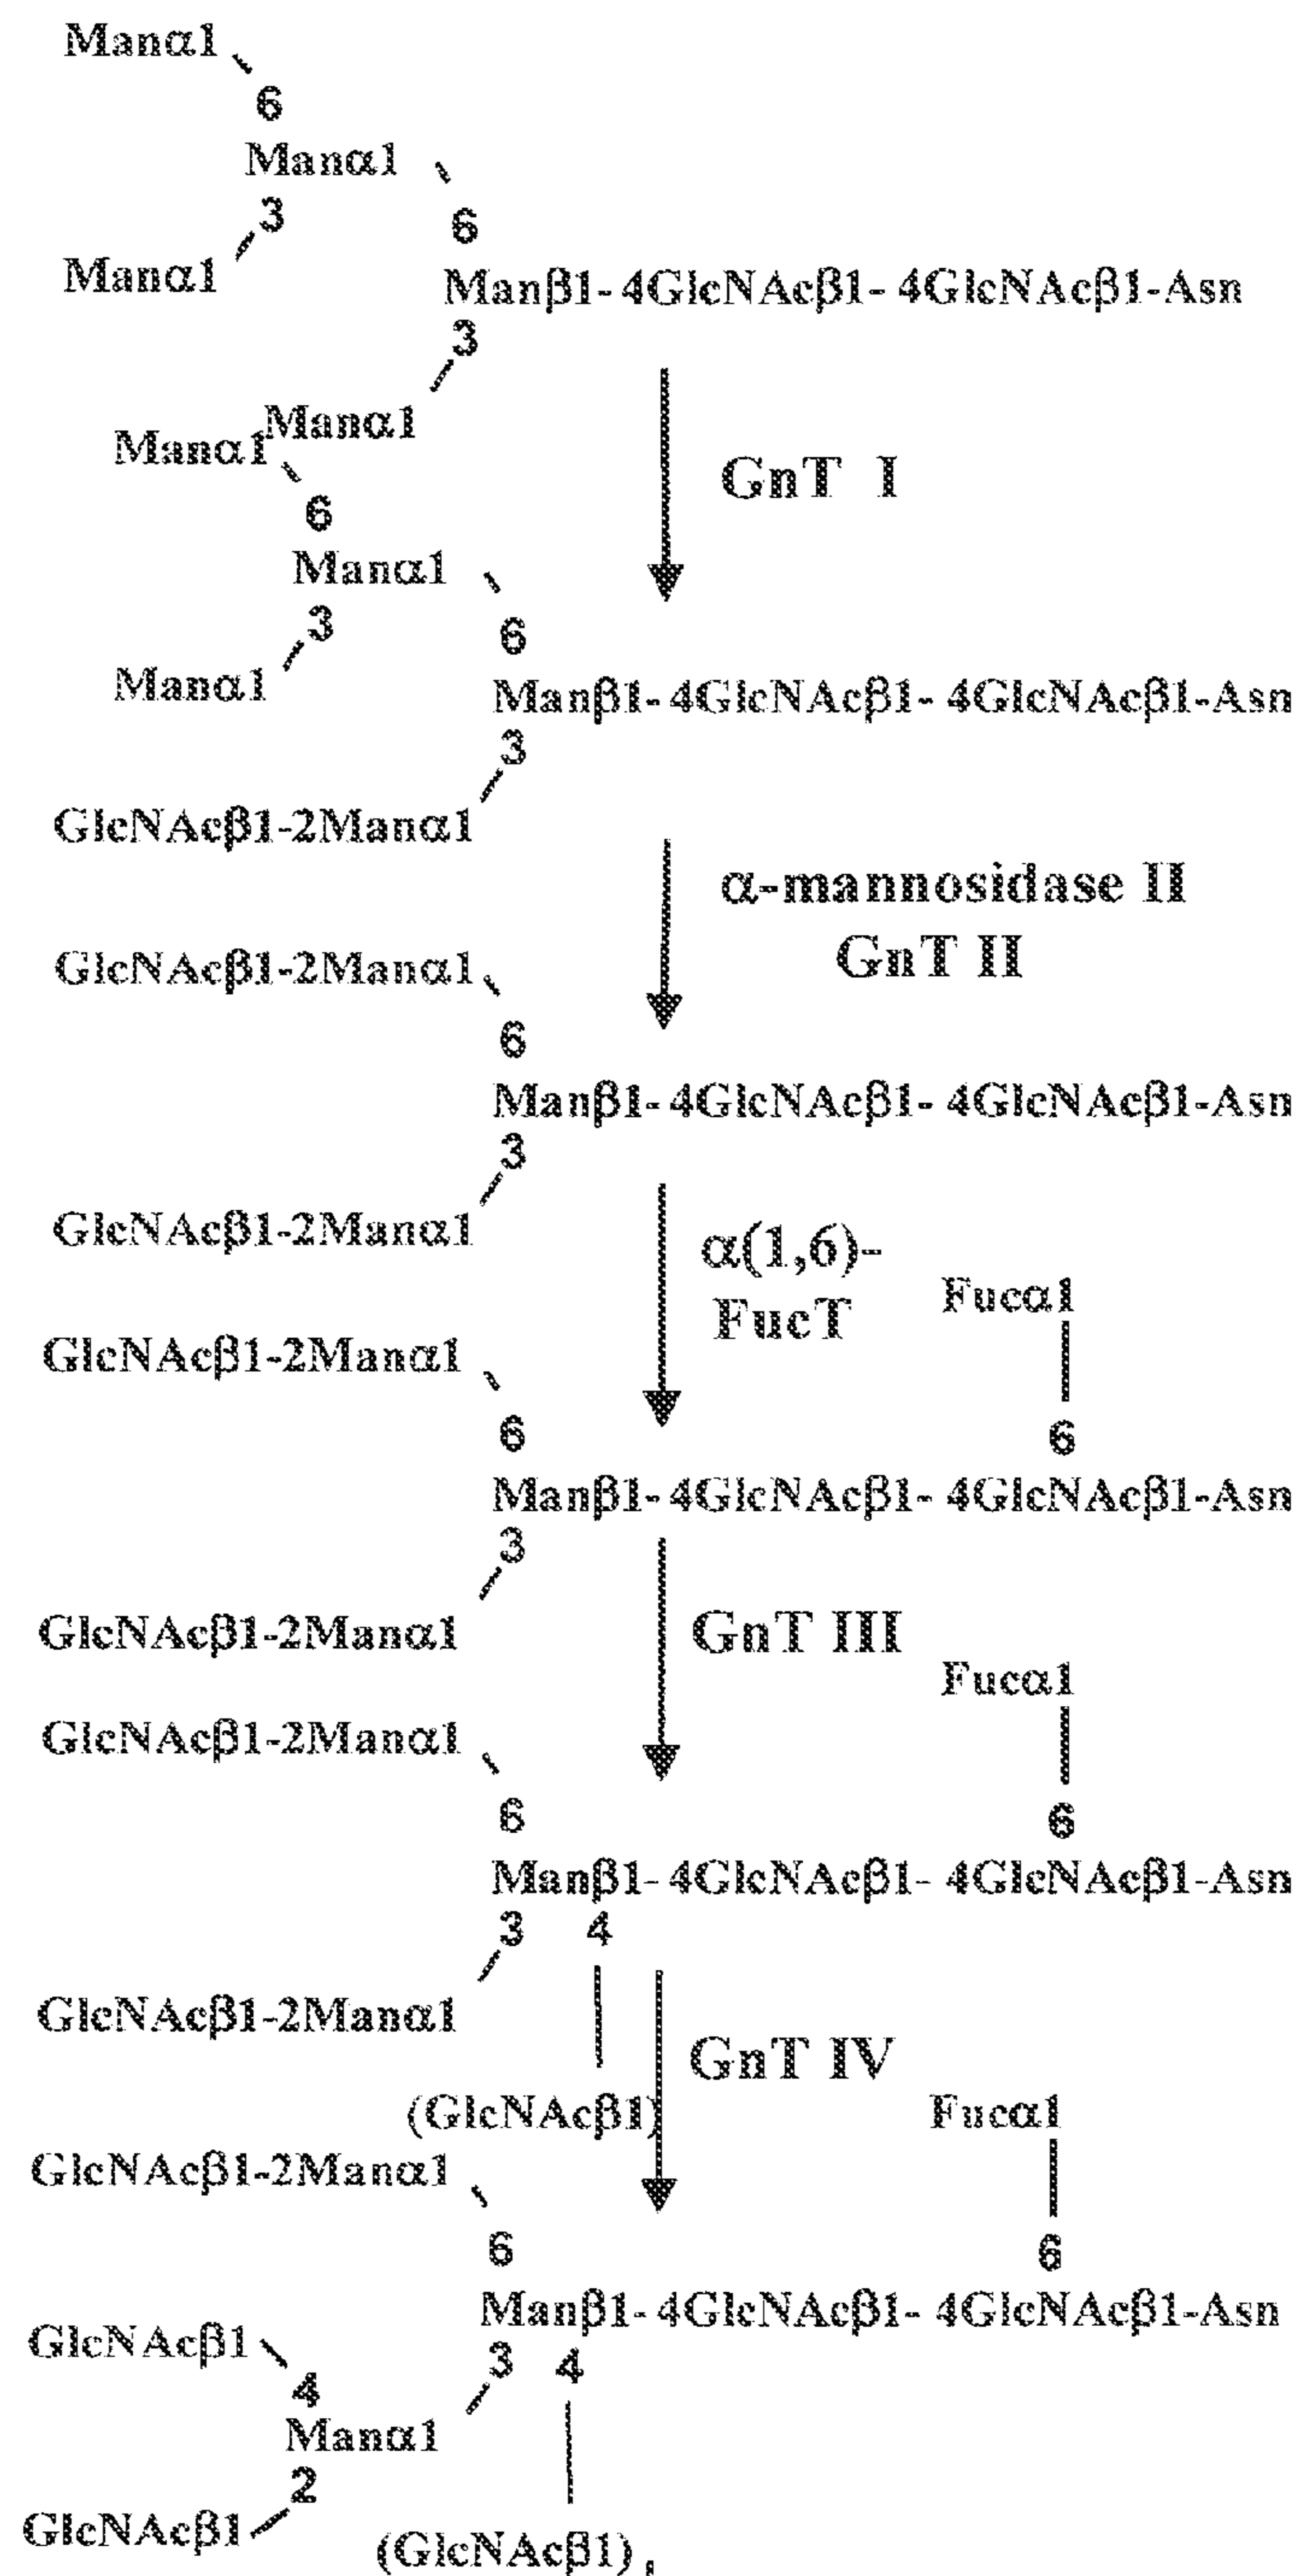 Manα1
6
Manα1
3
6
Manα1
Manβ1-4GlcNAcβ1-4GlcNAcβ1-Asn
3
Manα1
Manα1
GnT I
6
Manα1
3
6
Manα1
Manβ1-4GlcNAcβ1-4GlcNAcβ1-Asn
3
GlcNAcβ1-2Manα1
α-mannosidase II
GnT II
GlcNAcβ1-2Manα1
6
Manβ1-4GlcNAcβ1-4GlcNAcβ1-Asn
3
GlcNAcβ1-2Manα1
α(1,6)-
FucT
Fucα1
GlcNAcβ1-2Manα1
6
6
Manβ1-4GlcNAcβ1-4GlcNAcβ1-Asn
3
GlcNAcβ1-2Manα1
GnT III
Fucα1
GlcNAcβ1-2Manα1
6
6
Manβ1-4GlcNAcβ1-4GlcNAcβ1-Asn
3 4
GlcNAcβ1-2Manα1
GnT IV
(GlcNAcβ1)
Fucα1
GlcNAcβ1-2Manα1
6
6
Manβ1-4GlcNAcβ1-4GlcNAcβ1-Asn
GlcNAcβ1
3 4
4
Manα1
2
GlcNAcβ1
(GlcNAcβ1),